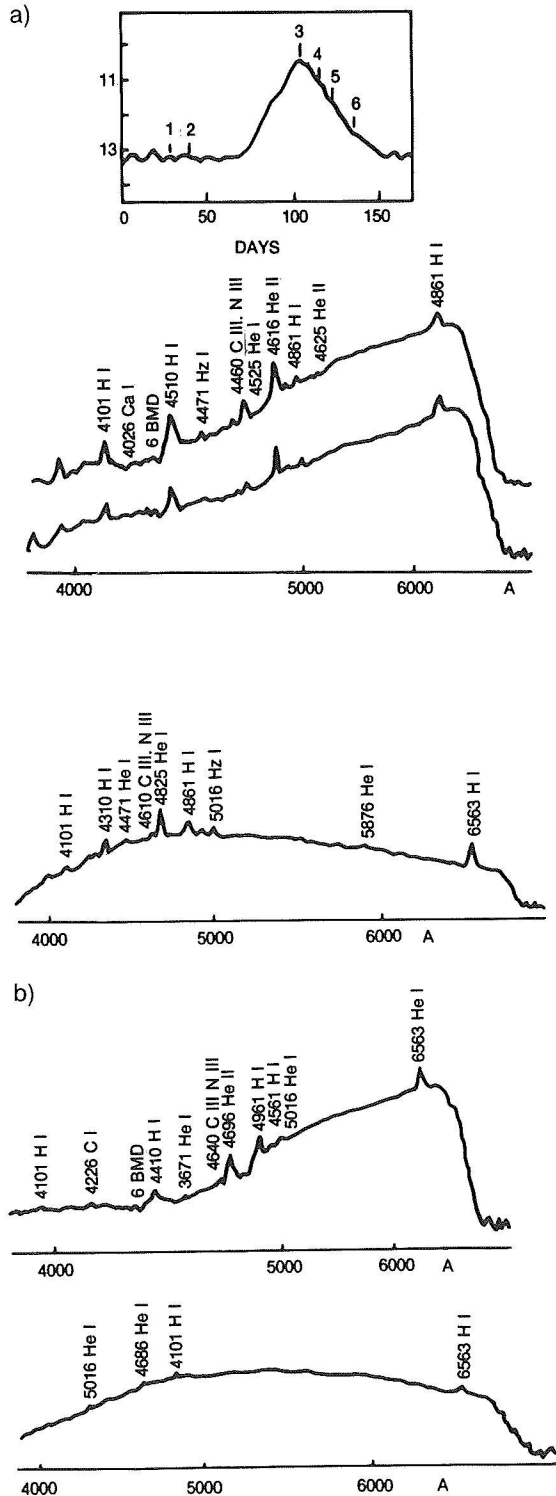 a)
3
4
5
6
1
2
11
13
0
50
100
150
DAYS
4101 H I
4026 Ca I
6 BMD
4510 H I
4471 Hz I
4460 C III. N III
4525 He I
4616 He II
4861 H I
4625 He II
4861 H I
4000
5000
6000
A
4101 H I
4310 H I
4471 He I
4610 C III. N III
4825 He I
4861 H I
5016 Hz I
5876 He I
6563 H I
4000
5000
6000
A
b)
4101 H I
4226 C I
6 BMD
4410 H I
3671 He I
4640 C III N III
4696 He II
4961 H I
4561 H I
5016 He I
6563 He I
4000
5000
6000
A
5016 He I
4686 He I
4101 H I
6563 H I
4000
5000
6000
A